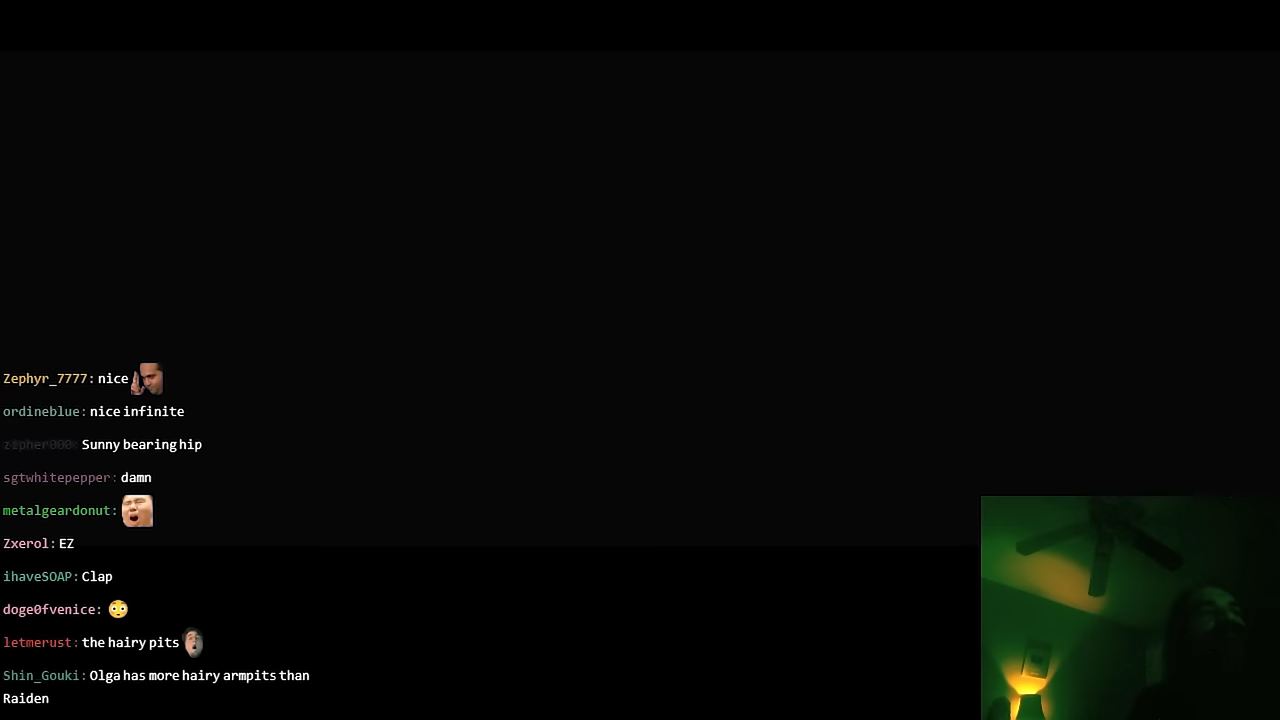 Zephyr_7777: nice
ordineblue: nice infinite
zipher000: Sunny bearing hip
sgtwhitepepper: damn
metalgeardonut:
Zxerol: EZ
ihaveSOAP: Clap
doge0fvenice: 😳
letmerust: the hairy pits
Shin_Gouki: Olga has more hairy armpits than
Raiden